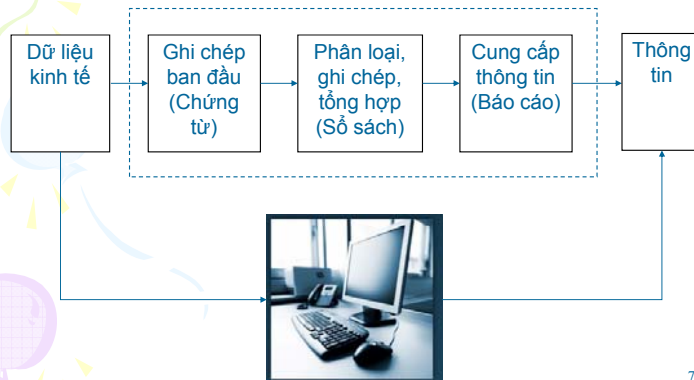 Dữ liệu
kinh tế
Ghi chép
ban đầu
(Chứng
từ)
Phân loại,
ghi chép,
tổng hợp
(Sổ sách)
Cung cấp
thông tin
(Báo cáo)
Thông
tin
7